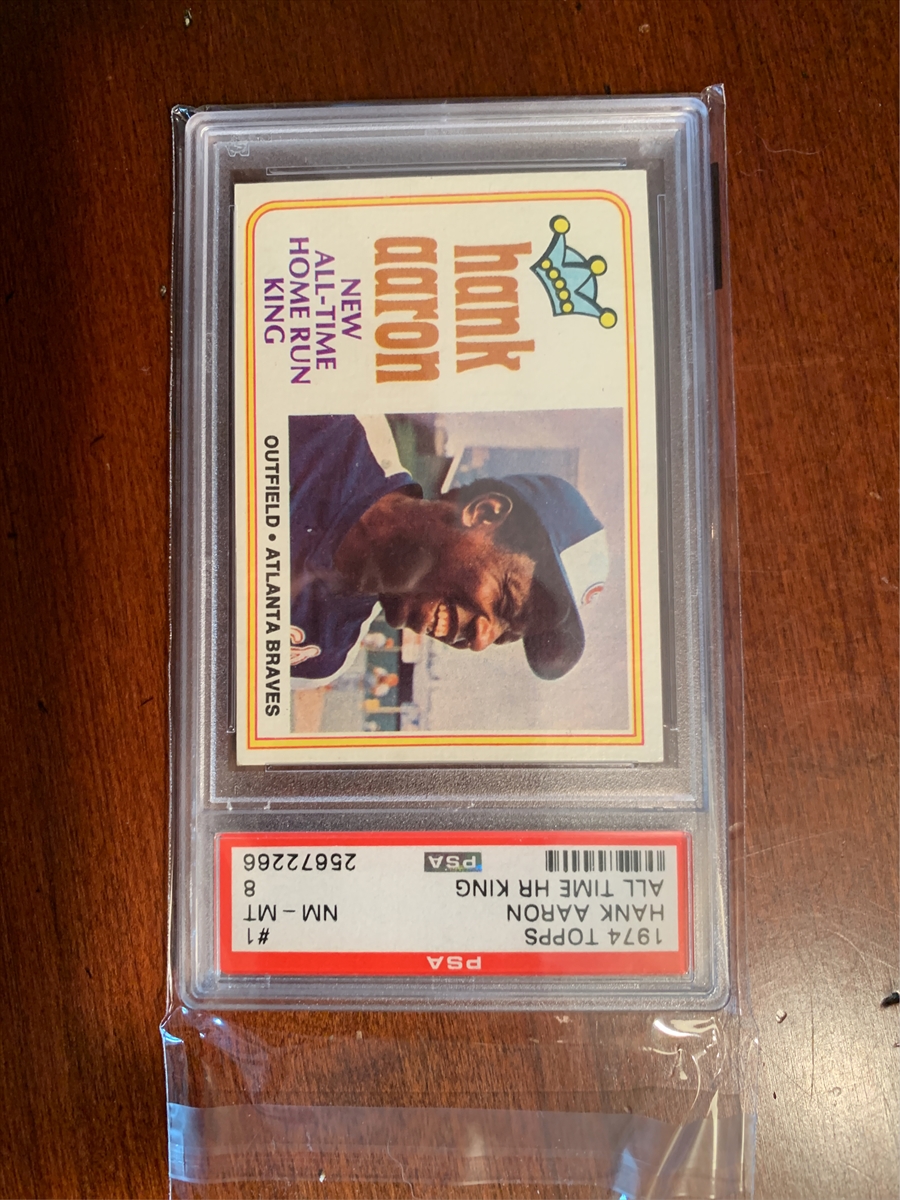 PSA
1974 TOPPS #1
HANK AARON NM – MT
ALL TIME HR KING 8
PSA 25672266
hank
aaron
NEW
ALL-TIME
HOME RUN
KING
OUTFIELD • ATLANTA BRAVES